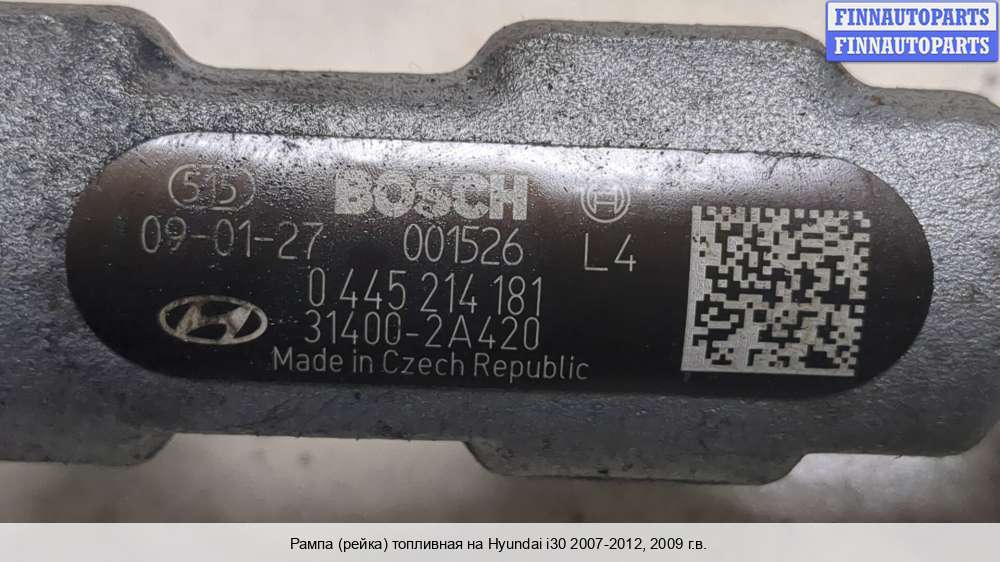 FINNAUTOPARTS
FINNAUTOPARTS
515 BOSCH
09-01-27 001526 L4
0 445 214 181
31400-2A420
Made in Czech Republic
Рампа (рейка) топливная на Hyundai i30 2007-2012, 2009 г.в.